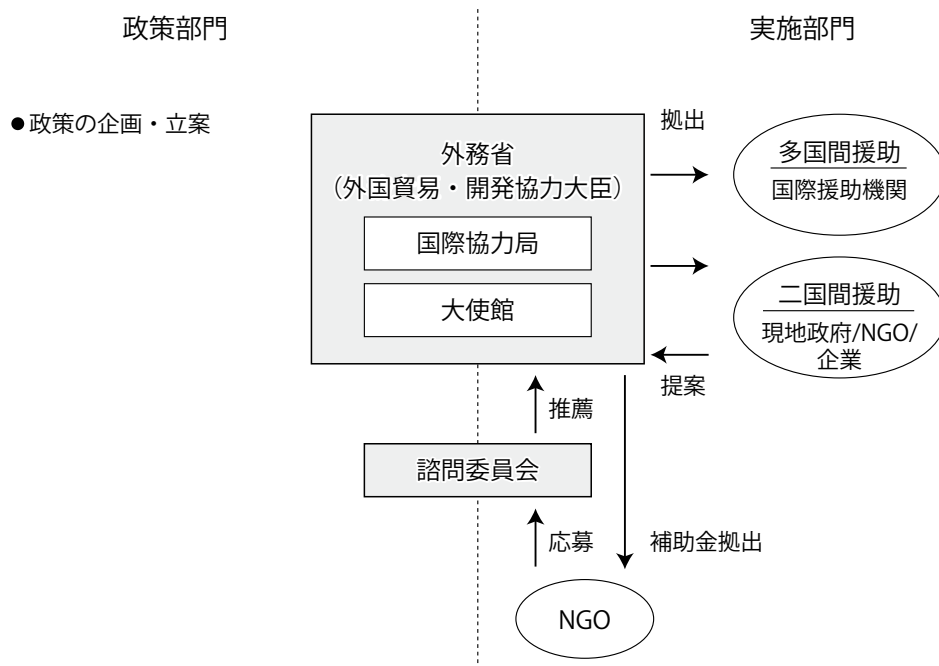 政策部門
実施部門
●政策の企画・立案
外務省
（外国貿易・開発協力大臣）
国際協力局
大使館
拠出
多国間援助
国際援助機関
二国間援助
現地政府/NGO/
企業
提案
推薦
諮問委員会
応募
補助金拠出
NGO